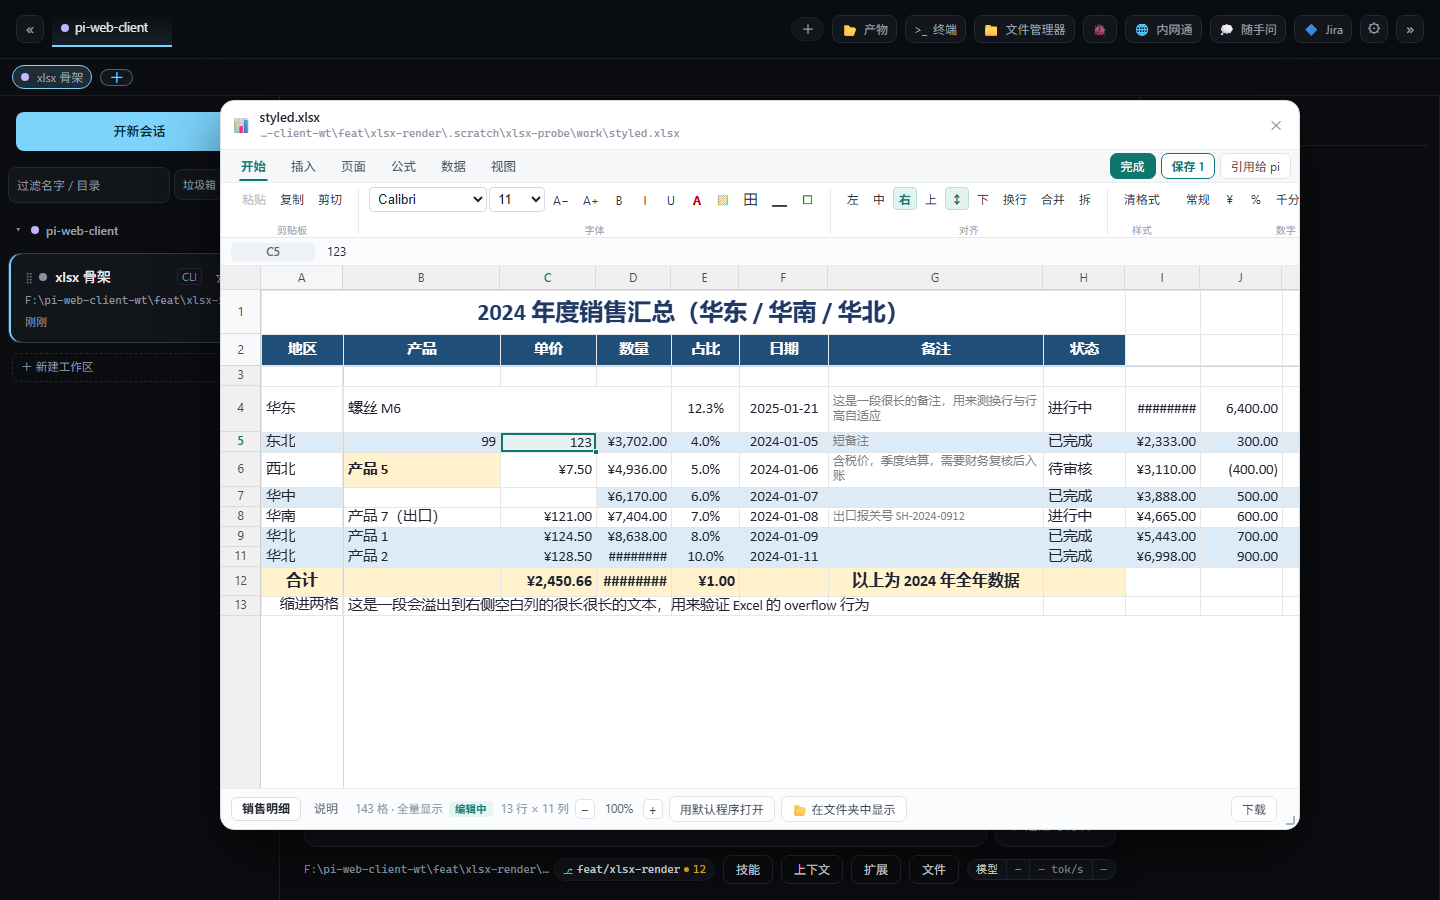 «
pi-web-client
+
产物
>_ 终端
文件管理器
内网通
随手问
Jira
»
xlsx 骨架
+
开新会话
过滤名字 / 目录
垃圾箱
pi-web-client
xlsx 骨架
CLI
F:\pi-web-client-wt\feat\xlsx-
刚刚
+ 新建工作区
styled.xlsx
…-client-wt\feat\xlsx-render\.scratch\xlsx-probe\work\styled.xlsx
×
开始 插入 页面 公式 数据 视图
完成 保存 1 引用给 pi
粘贴 复制 剪切 Calibri 11 A− A+ B I U A 左 中 右 上 ↕ 下 换行 合并 拆 清格式 常规 ¥ % 千分
剪贴板 字体 对齐 样式 数字
C5 123
A B C D E F G H I J
1 2024 年度销售汇总（华东 / 华南 / 华北）
2 地区 产品 单价 数量 占比 日期 备注 状态
3
4 华东 螺丝 M6 12.3% 2025-01-21 这是一段很长的备注，用来测换行与行高自适应 进行中 ######## 6,400.00
5 东北 99 123 ¥3,702.00 4.0% 2024-01-05 短备注 已完成 ¥2,333.00 300.00
6 西北 产品 5 ¥7.50 ¥4,936.00 5.0% 2024-01-06 含税价，季度结算，需要财务复核后入账 待审核 ¥3,110.00 (400.00)
7 华中 ¥6,170.00 6.0% 2024-01-07 已完成 ¥3,888.00 500.00
8 华南 产品 7（出口） ¥121.00 ¥7,404.00 7.0% 2024-01-08 出口报关号 SH-2024-0912 进行中 ¥4,665.00 600.00
9 华北 产品 1 ¥124.50 ¥8,638.00 8.0% 2024-01-09 已完成 ¥5,443.00 700.00
11 华北 产品 2 ¥128.50 ######## 10.0% 2024-01-11 已完成 ¥6,998.00 900.00
12 合计 ¥2,450.66 ######## ¥1.00 以上为 2024 年全年数据
13 缩进两格 这是一段会溢出到右侧空白列的很长很长的文本，用来验证 Excel 的 overflow 行为
销售明细 说明 143 格 · 全量显示 编辑中 13 行 × 11 列 − 100% + 用默认程序打开 在文件夹中显示 下载
F:\pi-web-client-wt\feat\xlsx-render\… feat/xlsx-render 12 技能 上下文 扩展 文件 模型 — — tok/s —